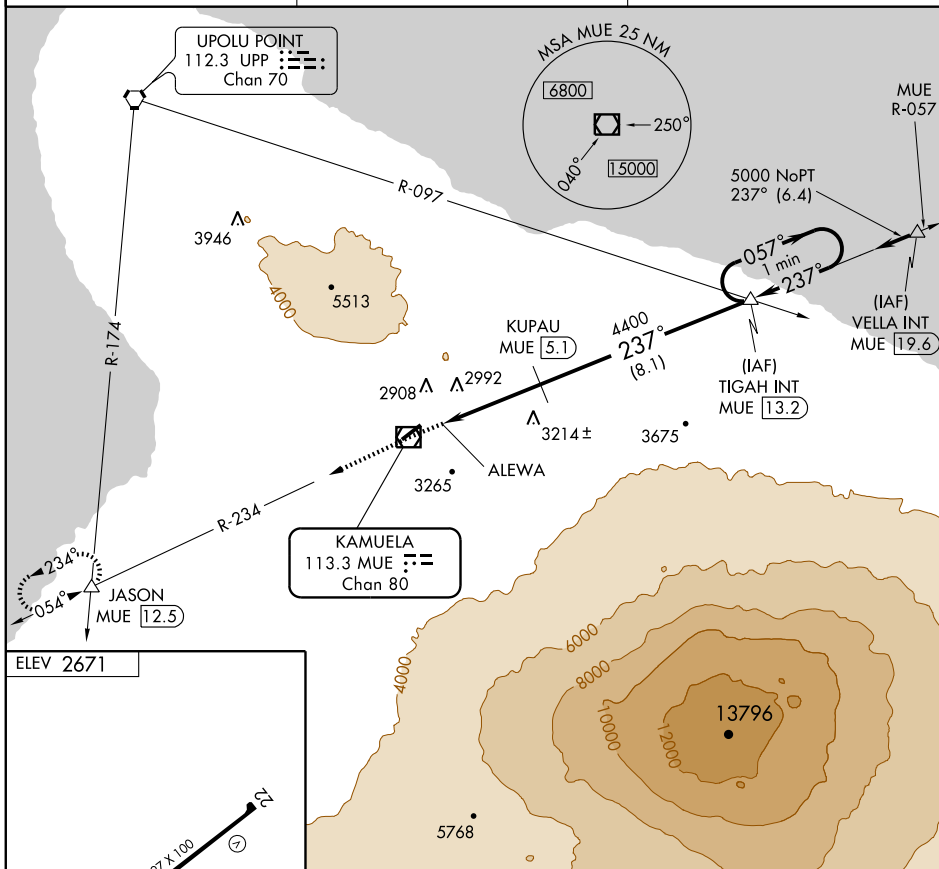 UPOLU POINT
112.3 UPP
Chan 70
MSA MUE 25 NM
6800
250°
040°
15000
MUE
R-057
5000 NoPT
237° (6.4)
R-097
3946
4000
5513
057°
1 min
237°
(IAF)
VELLA INT
MUE 19.6
KUPAU
MUE 5.1
4400
237°
(8.1)
(IAF)
TIGAH INT
MUE 13.2
R-174
2908
2992
3214±
3675
ALEWA
3265
R-234
KAMUELA
113.3 MUE
Chan 80
234°
054°
JASON
MUE 12.5
ELEV 2671
4000
6000
8000
10000
12000
13796
5768
22
X 100
V